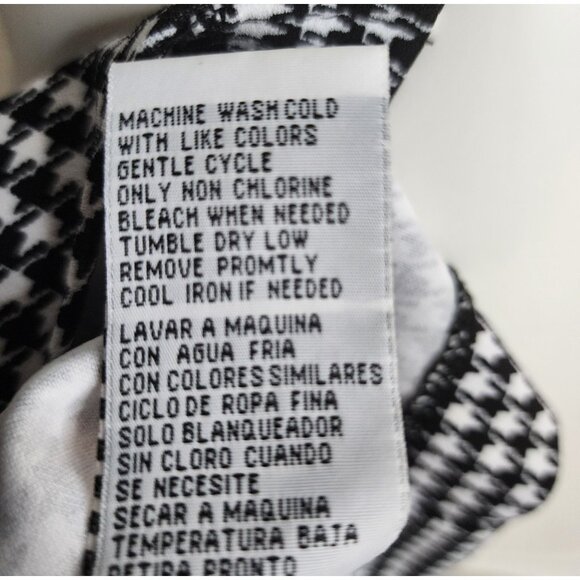 MACHINE WASH COLD
WITH LIKE COLORS
GENTLE CYCLE
ONLY NON CHLORINE
BLEACH WHEN NEEDED
TUMBLE DRY LOW
REMOVE PROMTLY
COOL IRON IF NEEDED
LAVAR A MAQUINA
CON AGUA FRIA
CON COLORES SIMILARES
CICLO DE ROPA FINA
SOLO BLANQUEADOR
SIN CLORO CUANDO
SE NECESITE
SECAR A MAQUINA
TEMPERATURA BAJA
RETIRA PRONTO